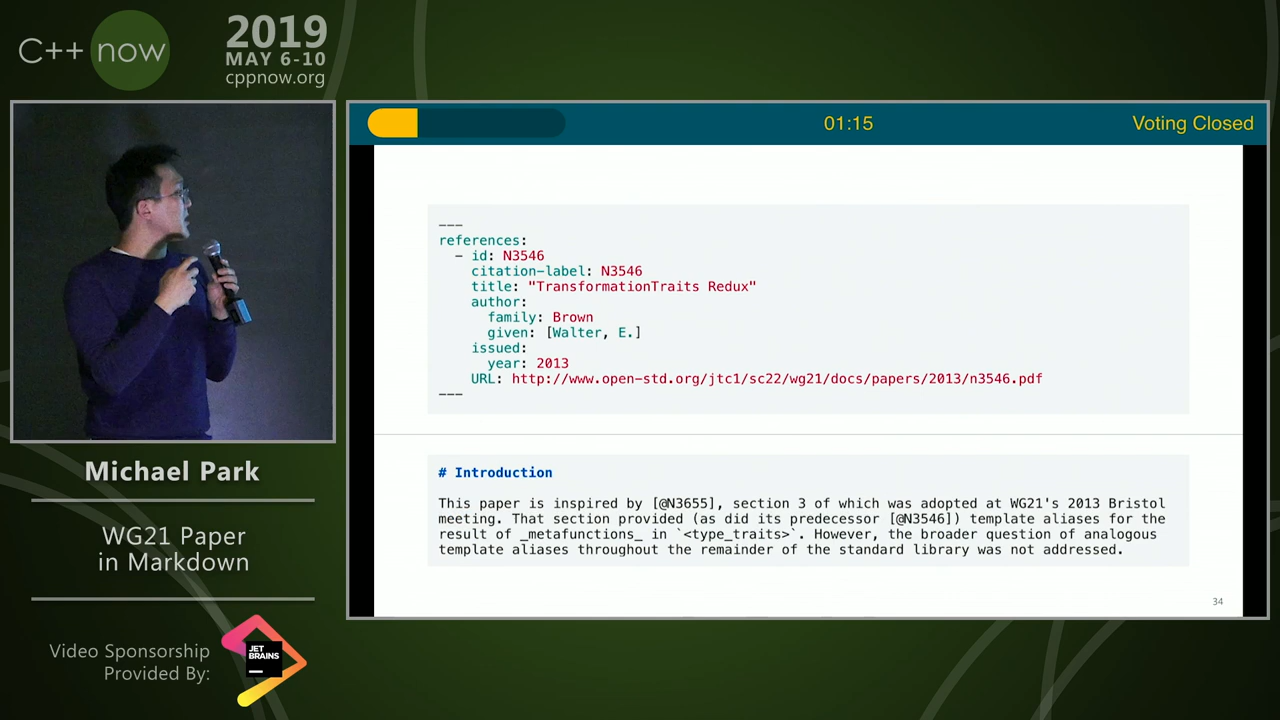 C++ now
2019
MAY 6-10
cppnow.org
01:15
Voting Closed
---
references:
  - id: N3546
    citation-label: N3546
    title: "TransformationTraits Redux"
    author:
      family: Brown
      given: [Walter, E.]
    issued:
      year: 2013
    URL: http://www.open-std.org/jtc1/sc22/wg21/docs/papers/2013/n3546.pdf
---
# Introduction
This paper is inspired by [@N3655], section 3 of which was adopted at WG21's 2013 Bristol
meeting. That section provided (as did its predecessor [@N3546]) template aliases for the
result of _metafunctions_ in `<type_traits>`. However, the broader question of analogous
template aliases throughout the remainder of the standard library was not addressed.
34
Michael Park
WG21 Paper
in Markdown
Video Sponsorship
Provided By:
JET
BRAINS